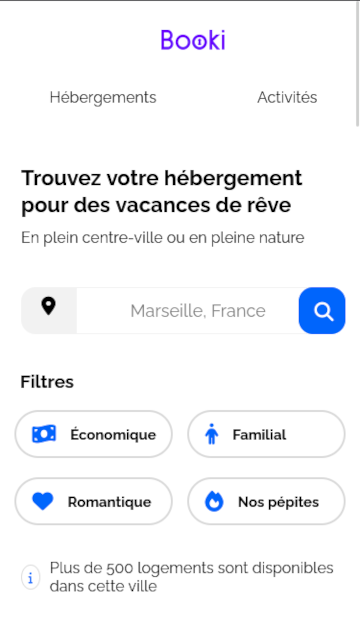 Booki
Hébergements Activités
Trouvez votre hébergement
pour des vacances de rêve
En plein centre-ville ou en pleine nature
Marseille, France
Filtres
Économique Familial
Romantique Nos pépites
i Plus de 500 logements sont disponibles
dans cette ville